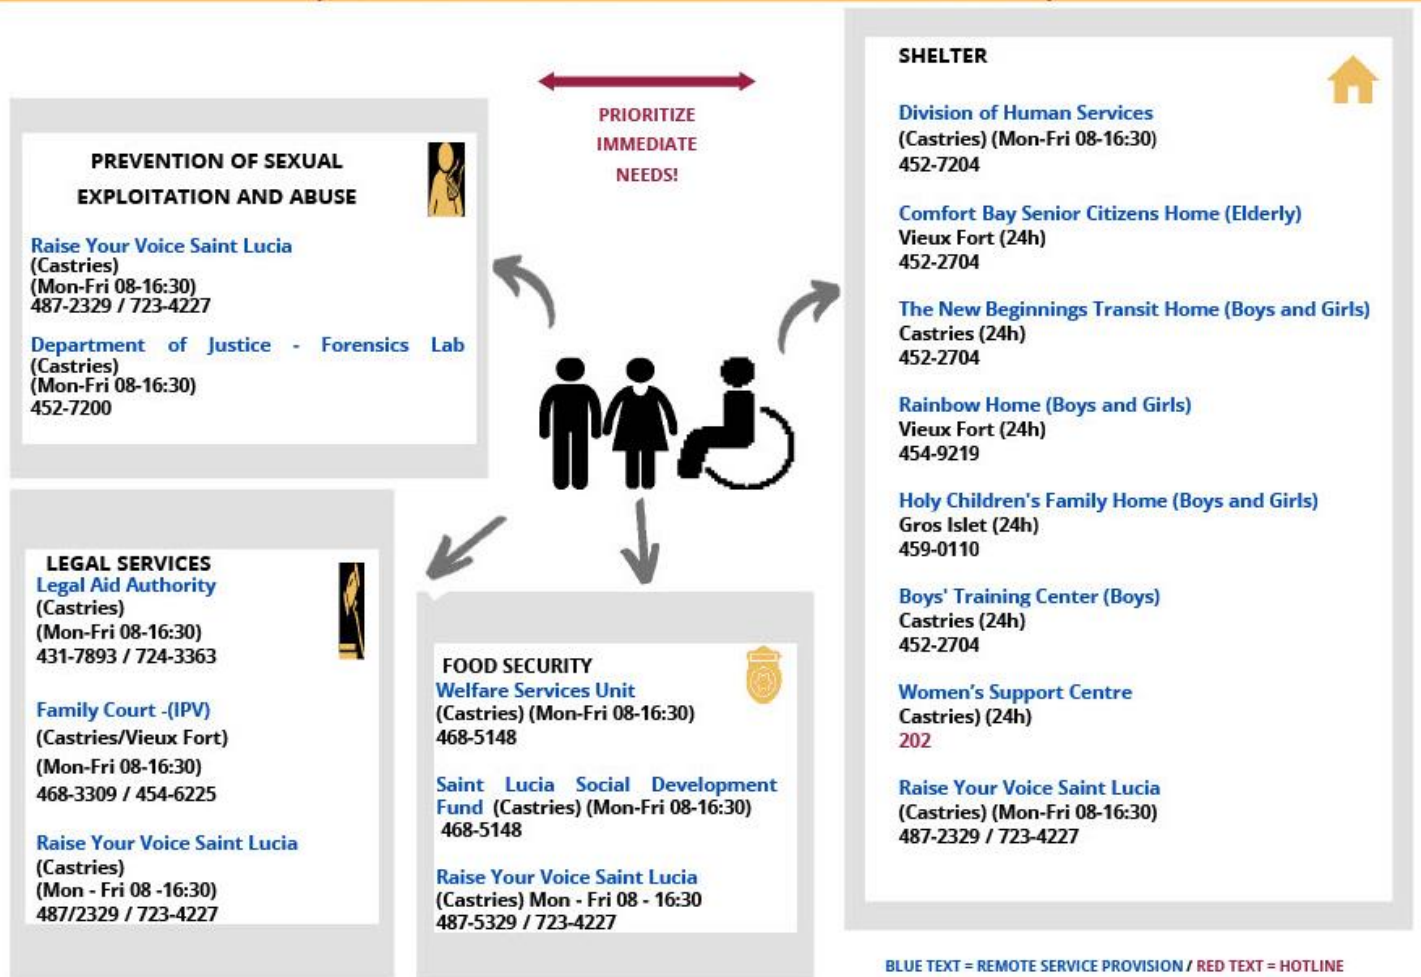 PRIORITIZE
IMMEDIATE
NEEDS!
PREVENTION OF SEXUAL
EXPLOITATION AND ABUSE
Raise Your Voice Saint Lucia
(Castries)
(Mon-Fri 08-16:30)
487-2329 / 723-4227
Department of Justice - Forensics Lab
(Castries)
(Mon-Fri 08-16:30)
452-7200
LEGAL SERVICES
Legal Aid Authority
(Castries)
(Mon-Fri 08-16:30)
431-7893 / 724-3363
Family Court -(IPV)
(Castries/Vieux Fort)
(Mon-Fri 08-16:30)
468-3309 / 454-6225
Raise Your Voice Saint Lucia
(Castries)
(Mon - Fri 08 -16:30)
487/2329 / 723-4227
FOOD SECURITY
Welfare Services Unit
(Castries) (Mon-Fri 08-16:30)
468-5148
Saint Lucia Social Development
Fund (Castries) (Mon-Fri 08-16:30)
468-5148
Raise Your Voice Saint Lucia
(Castries) Mon - Fri 08 - 16:30
487-5329 / 723-4227
SHELTER
Division of Human Services
(Castries) (Mon-Fri 08-16:30)
452-7204
Comfort Bay Senior Citizens Home (Elderly)
Vieux Fort (24h)
452-2704
The New Beginnings Transit Home (Boys and Girls)
Castries (24h)
452-2704
Rainbow Home (Boys and Girls)
Vieux Fort (24h)
454-9219
Holy Children's Family Home (Boys and Girls)
Gros Islet (24h)
459-0110
Boys' Training Center (Boys)
Castries (24h)
452-2704
Women's Support Centre
Castries) (24h)
202
Raise Your Voice Saint Lucia
(Castries) (Mon-Fri 08-16:30)
487-2329 / 723-4227
BLUE TEXT = REMOTE SERVICE PROVISION / RED TEXT = HOTLINE